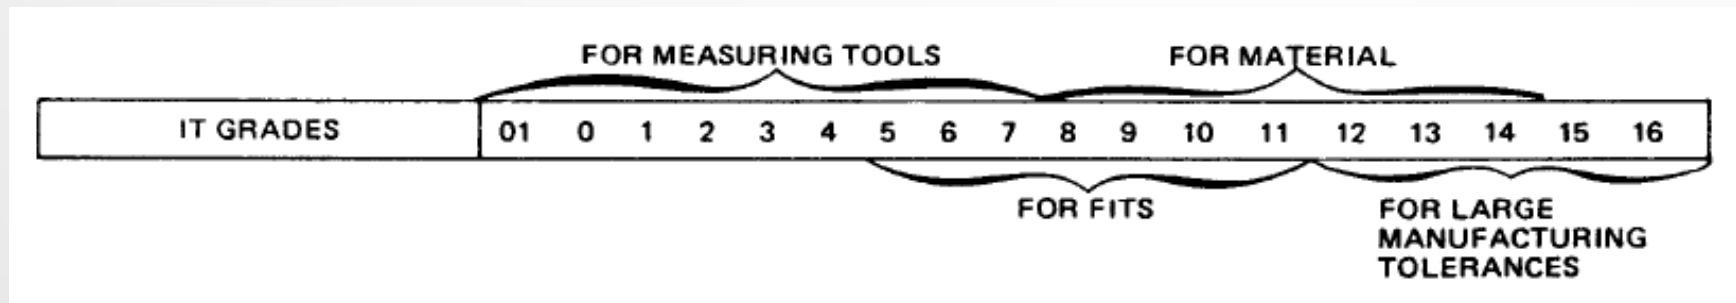 FOR MEASURING TOOLS FOR MATERIAL
IT GRADES 01 0 1 2 3 4 5 6 7 8 9 10 11 12 13 14 15 16
FOR FITS
FOR LARGE
MANUFACTURING
TOLERANCES